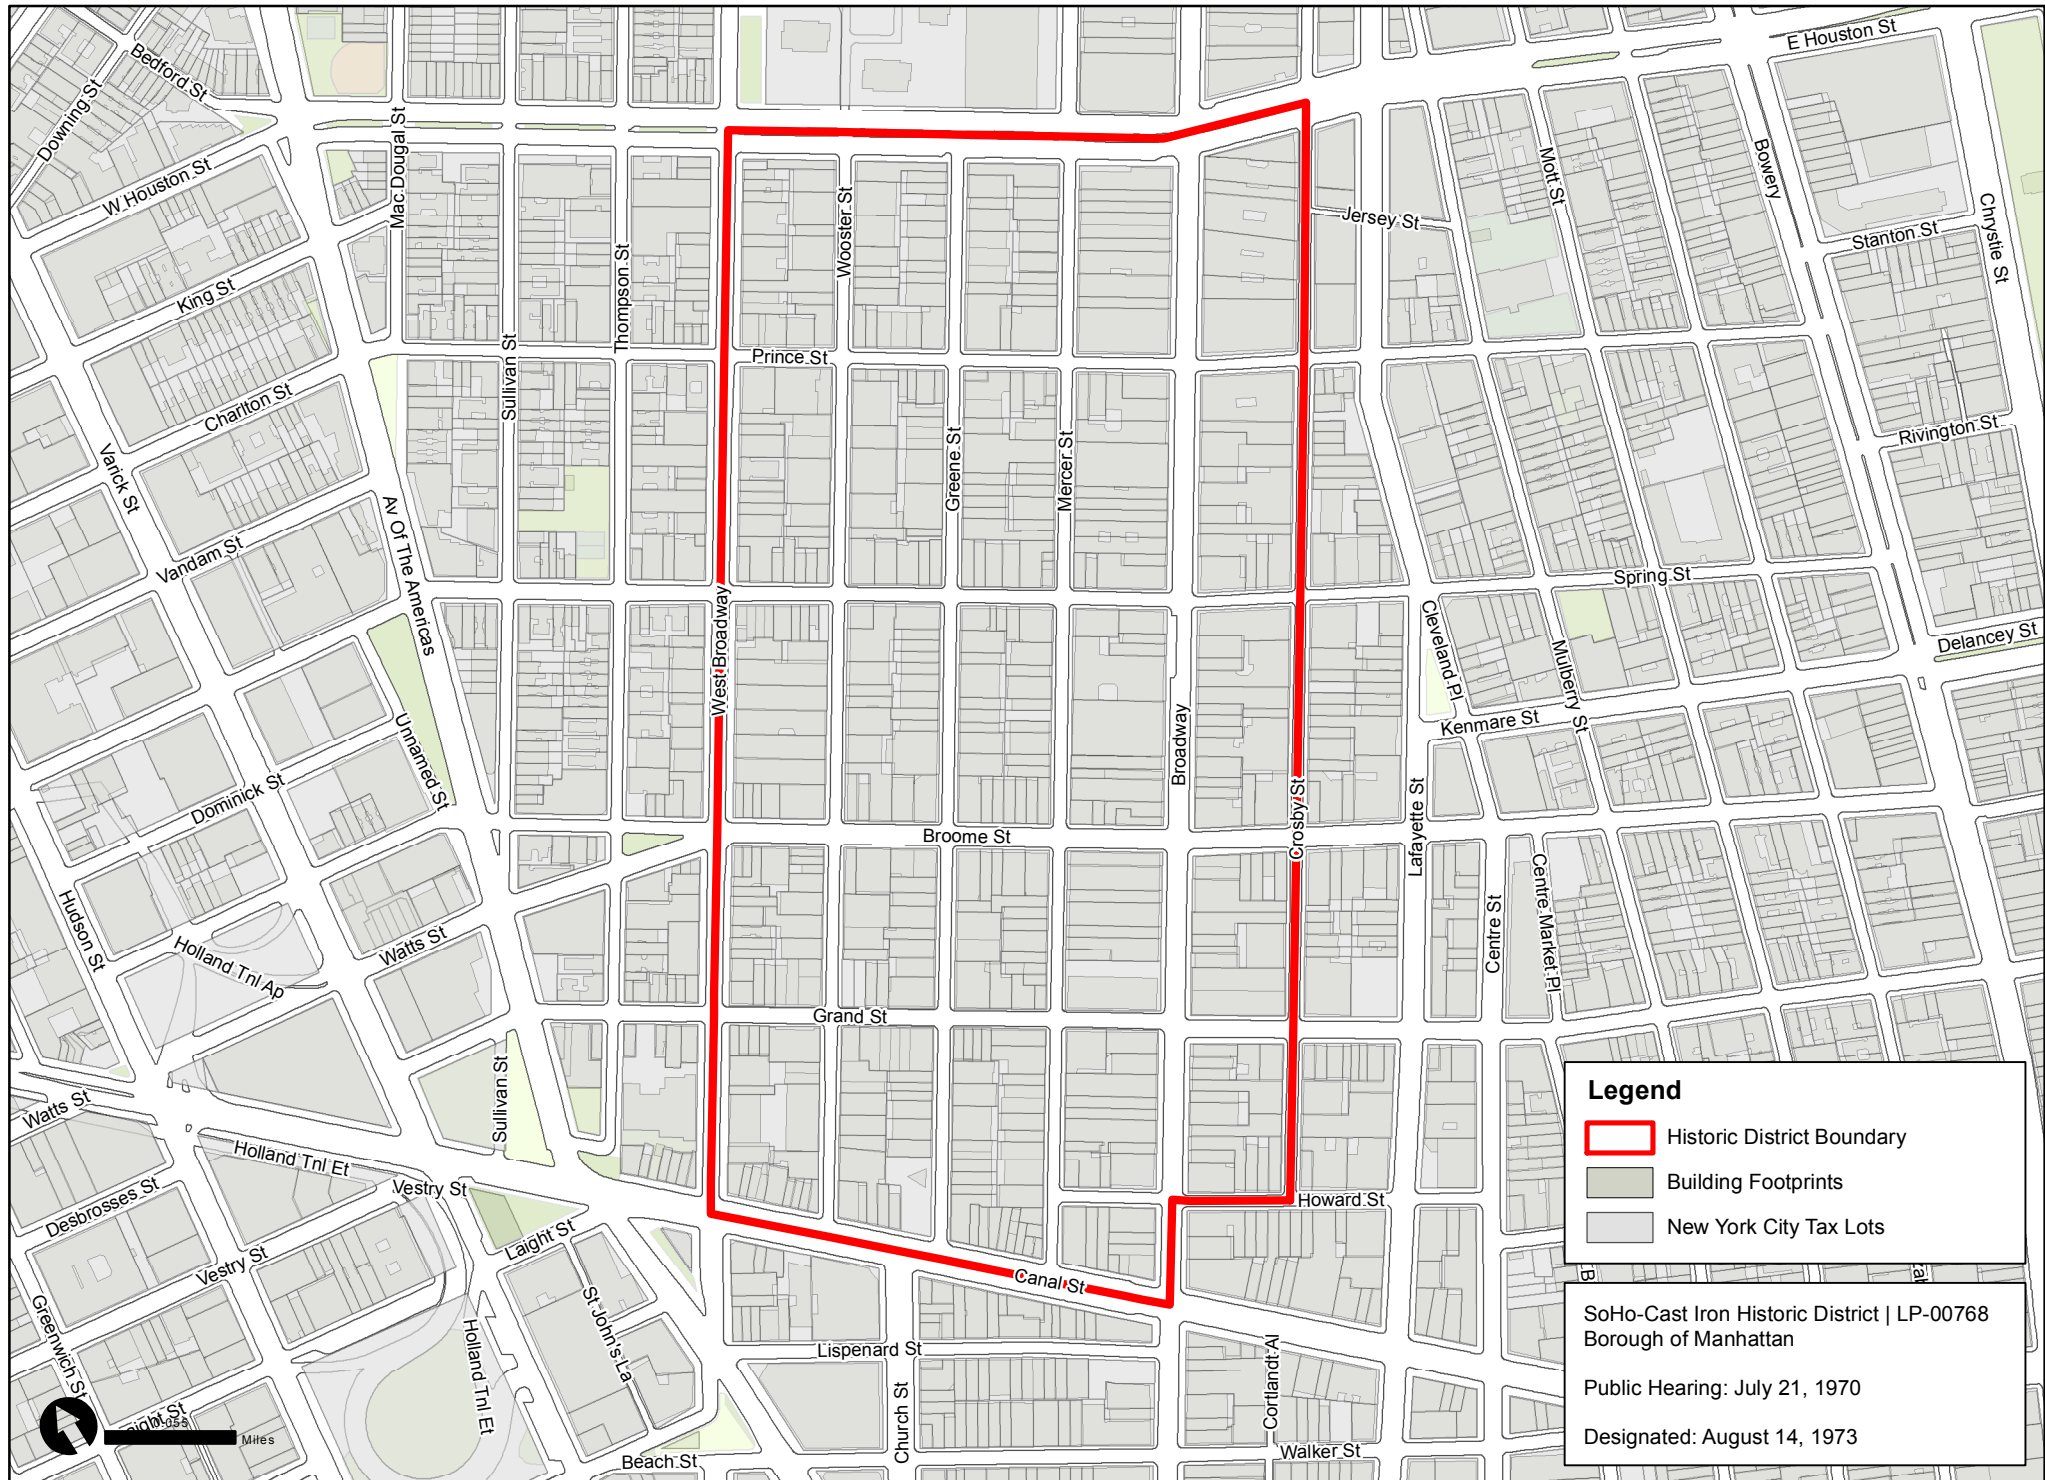 E Houston St
Bedford St
Downing St
W Houston St
MacDougal St
Mott St
Bowery
Chrystie St
Stanton St
Jersey St
Wooster St
Thompson St
King St
Sullivan St
Prince St
Charlton St
Varick St
Greene St
Mercer St
Rivington St
Vandam St
Av Of The Americas
Spring St
West Broadway
Cleveland Pl
Mulberry St
Delancey St
Kenmare St
Broadway
Unnamed St
Dominick St
Crosby St
Lafayette St
Broome St
Hudson St
Holland Tnl Ap
Watts St
Centre St
Centre Market Pl
Grand St
Watts St
Sullivan St
Holland Tnl Et
Vestry St
Desbrosses St
Laight St
Vestry St
Howard St
Canal St
Greenwich St
St John's La
Holland Tnl Et
Lispenard St
Church St
Cortlandt Al
Walker St
Beach St
Miles
Legend
Historic District Boundary
Building Footprints
New York City Tax Lots
SoHo-Cast Iron Historic District | LP-00768
Borough of Manhattan
Public Hearing: July 21, 1970
Designated: August 14, 1973